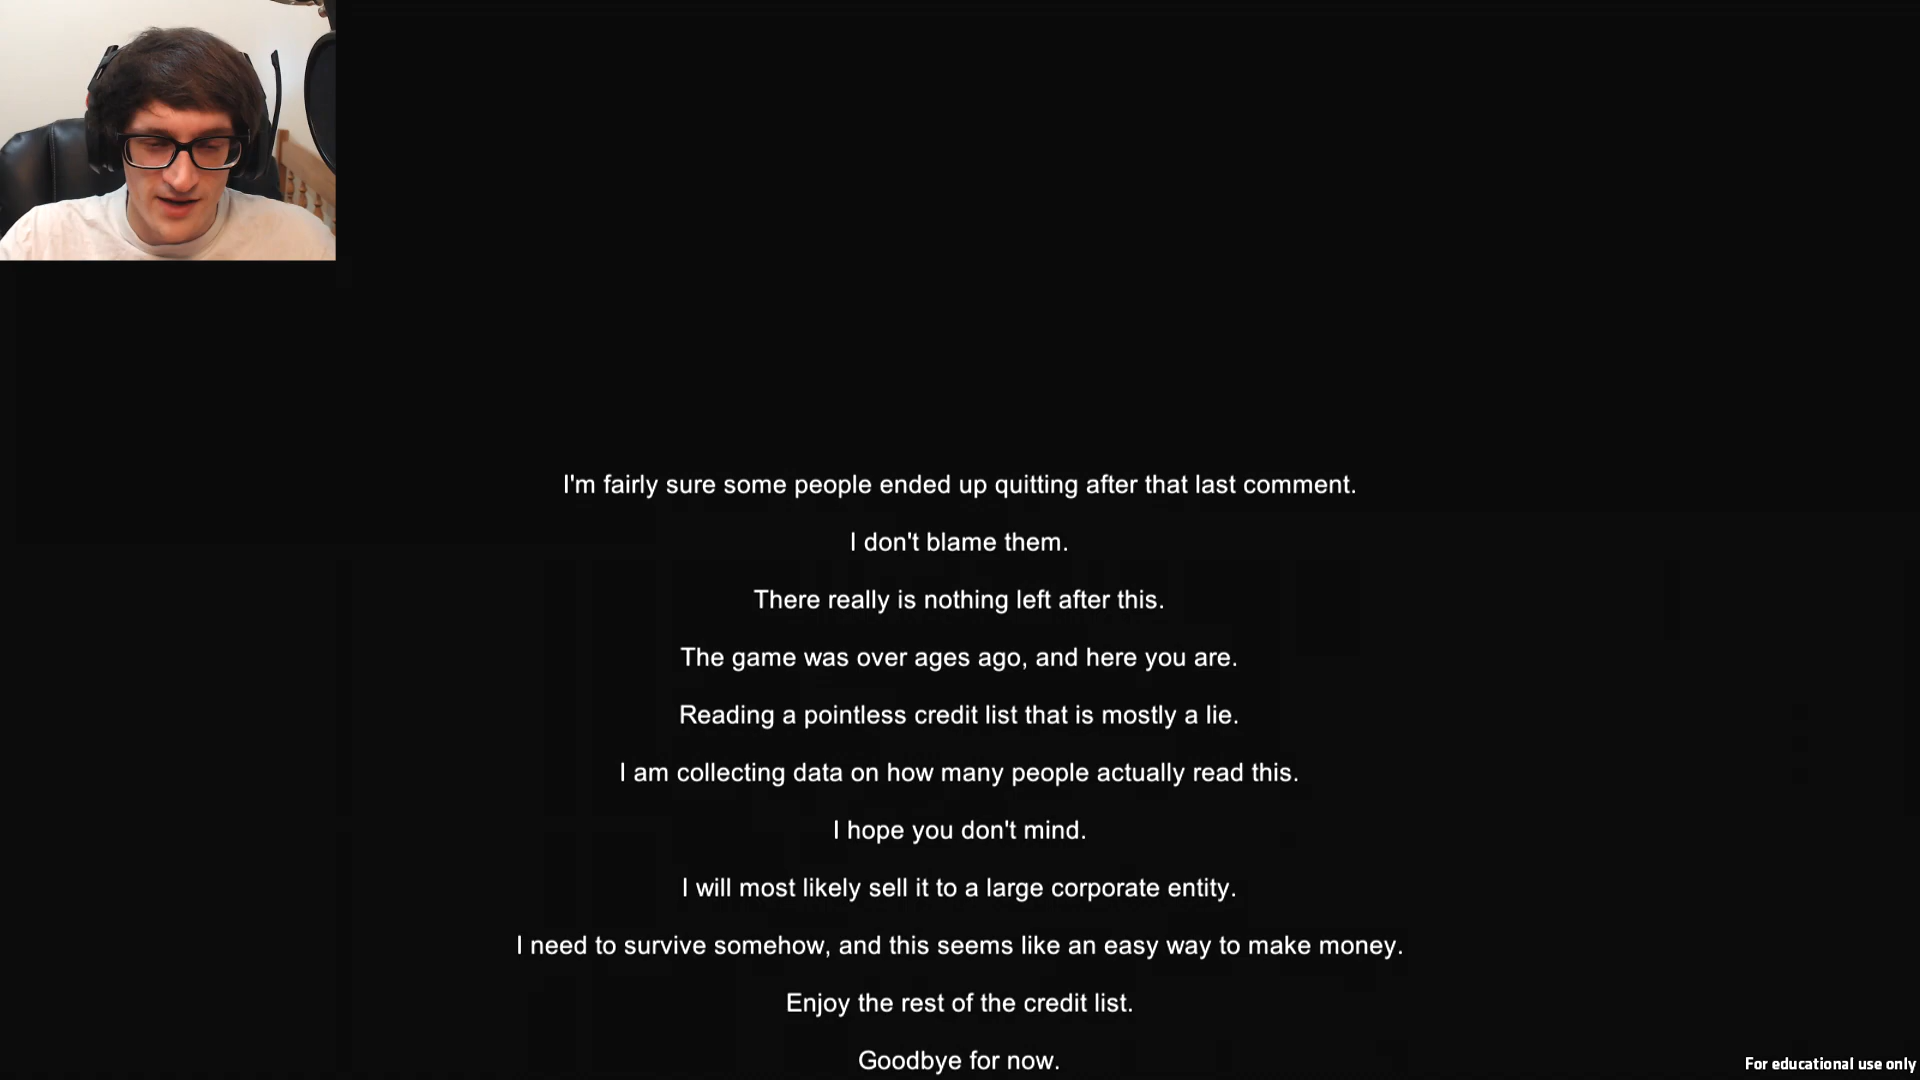 I'm fairly sure some people ended up quitting after that last comment.
I don't blame them.
There really is nothing left after this.
The game was over ages ago, and here you are.
Reading a pointless credit list that is mostly a lie.
I am collecting data on how many people actually read this.
I hope you don't mind.
I will most likely sell it to a large corporate entity.
I need to survive somehow, and this seems like an easy way to make money.
Enjoy the rest of the credit list.
Goodbye for now.
For educational use only